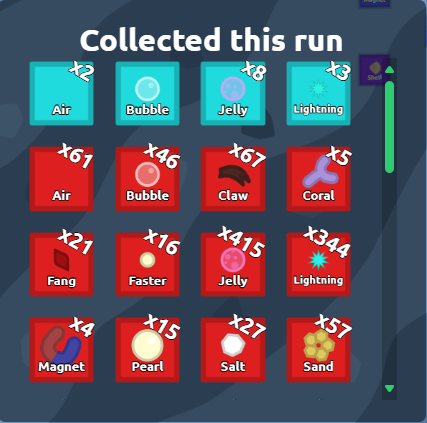 Collected this run
x2 x8 x3
Air Bubble Jelly Lightning
x61 x46 x67 x5
Air Bubble Claw Coral
x21 x16 x415 x344
Fang Faster Jelly Lightning
x4 x15 x27 x57
Magnet Pearl Salt Sand
Shell